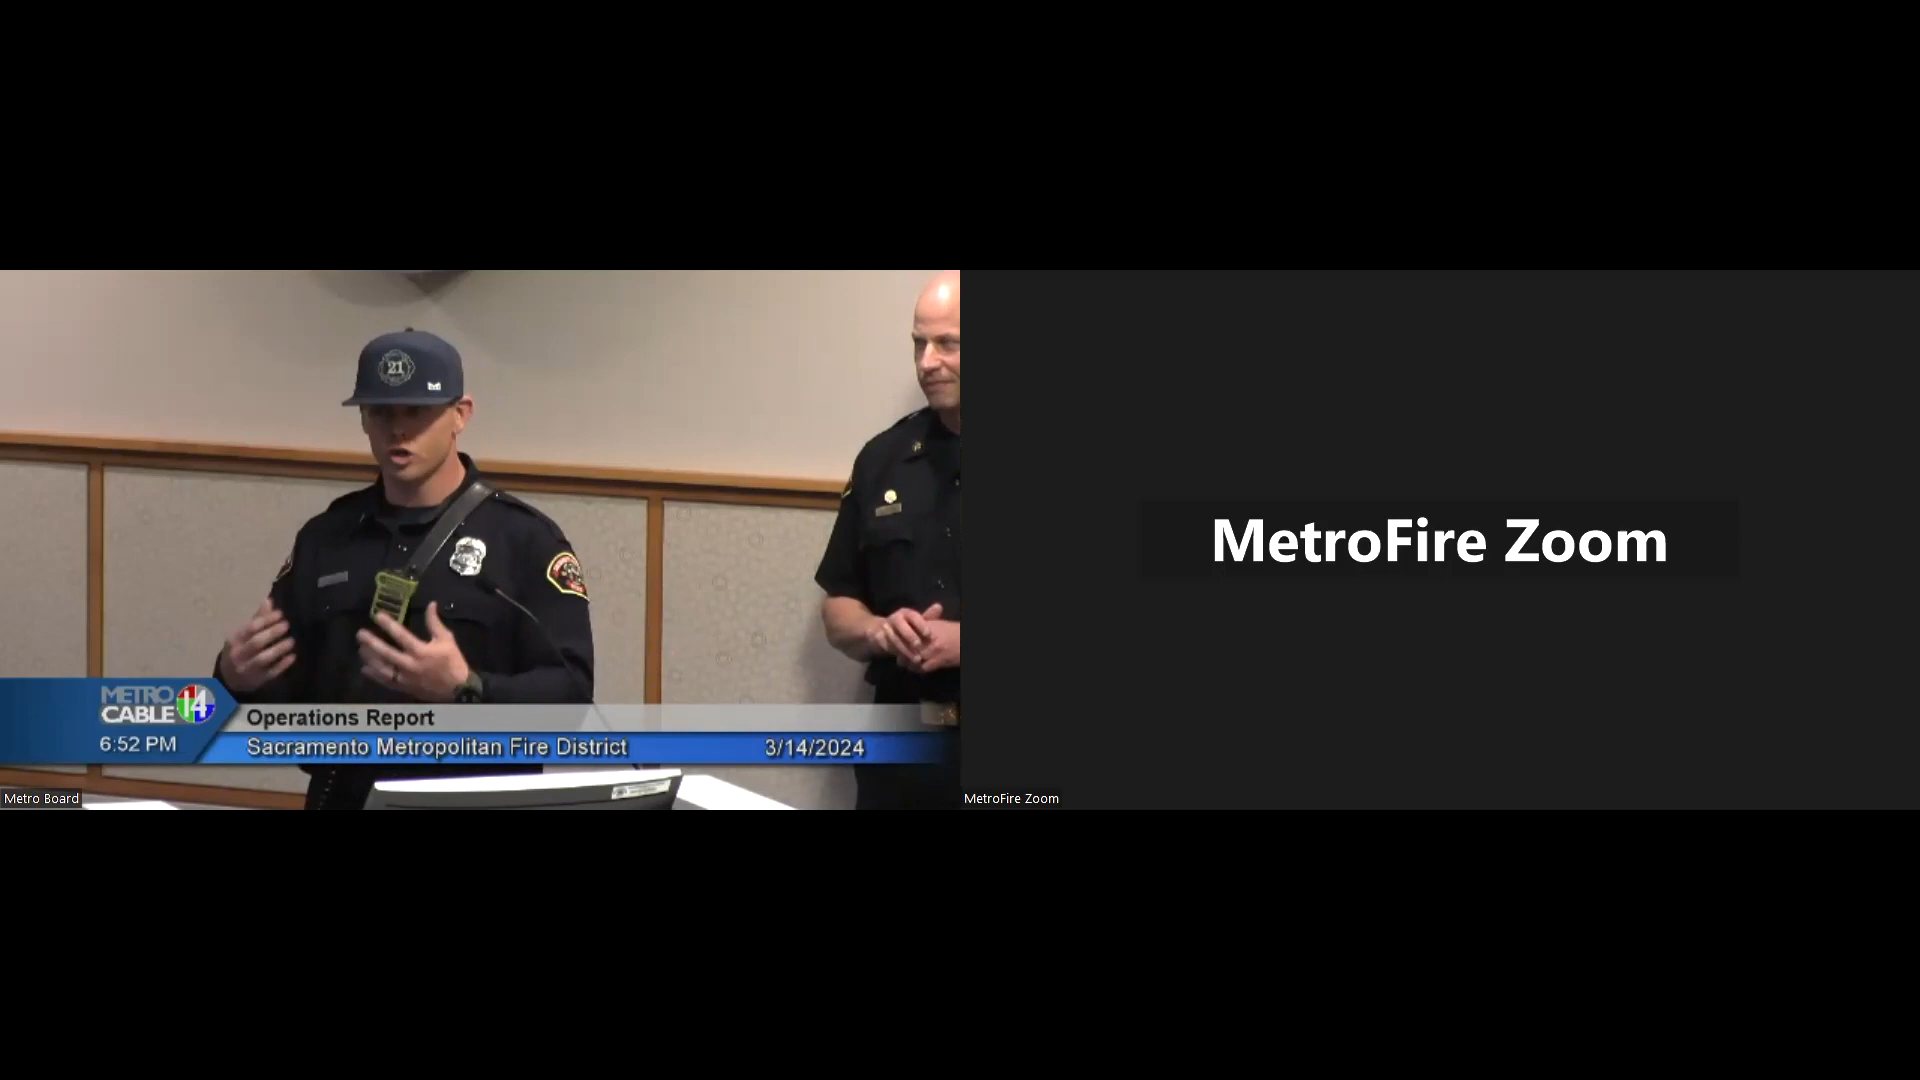 21
METRO
CABLE 14
6:52 PM
Operations Report
Sacramento Metropolitan Fire District
3/14/2024
Metro Board
MetroFire Zoom
MetroFire Zoom